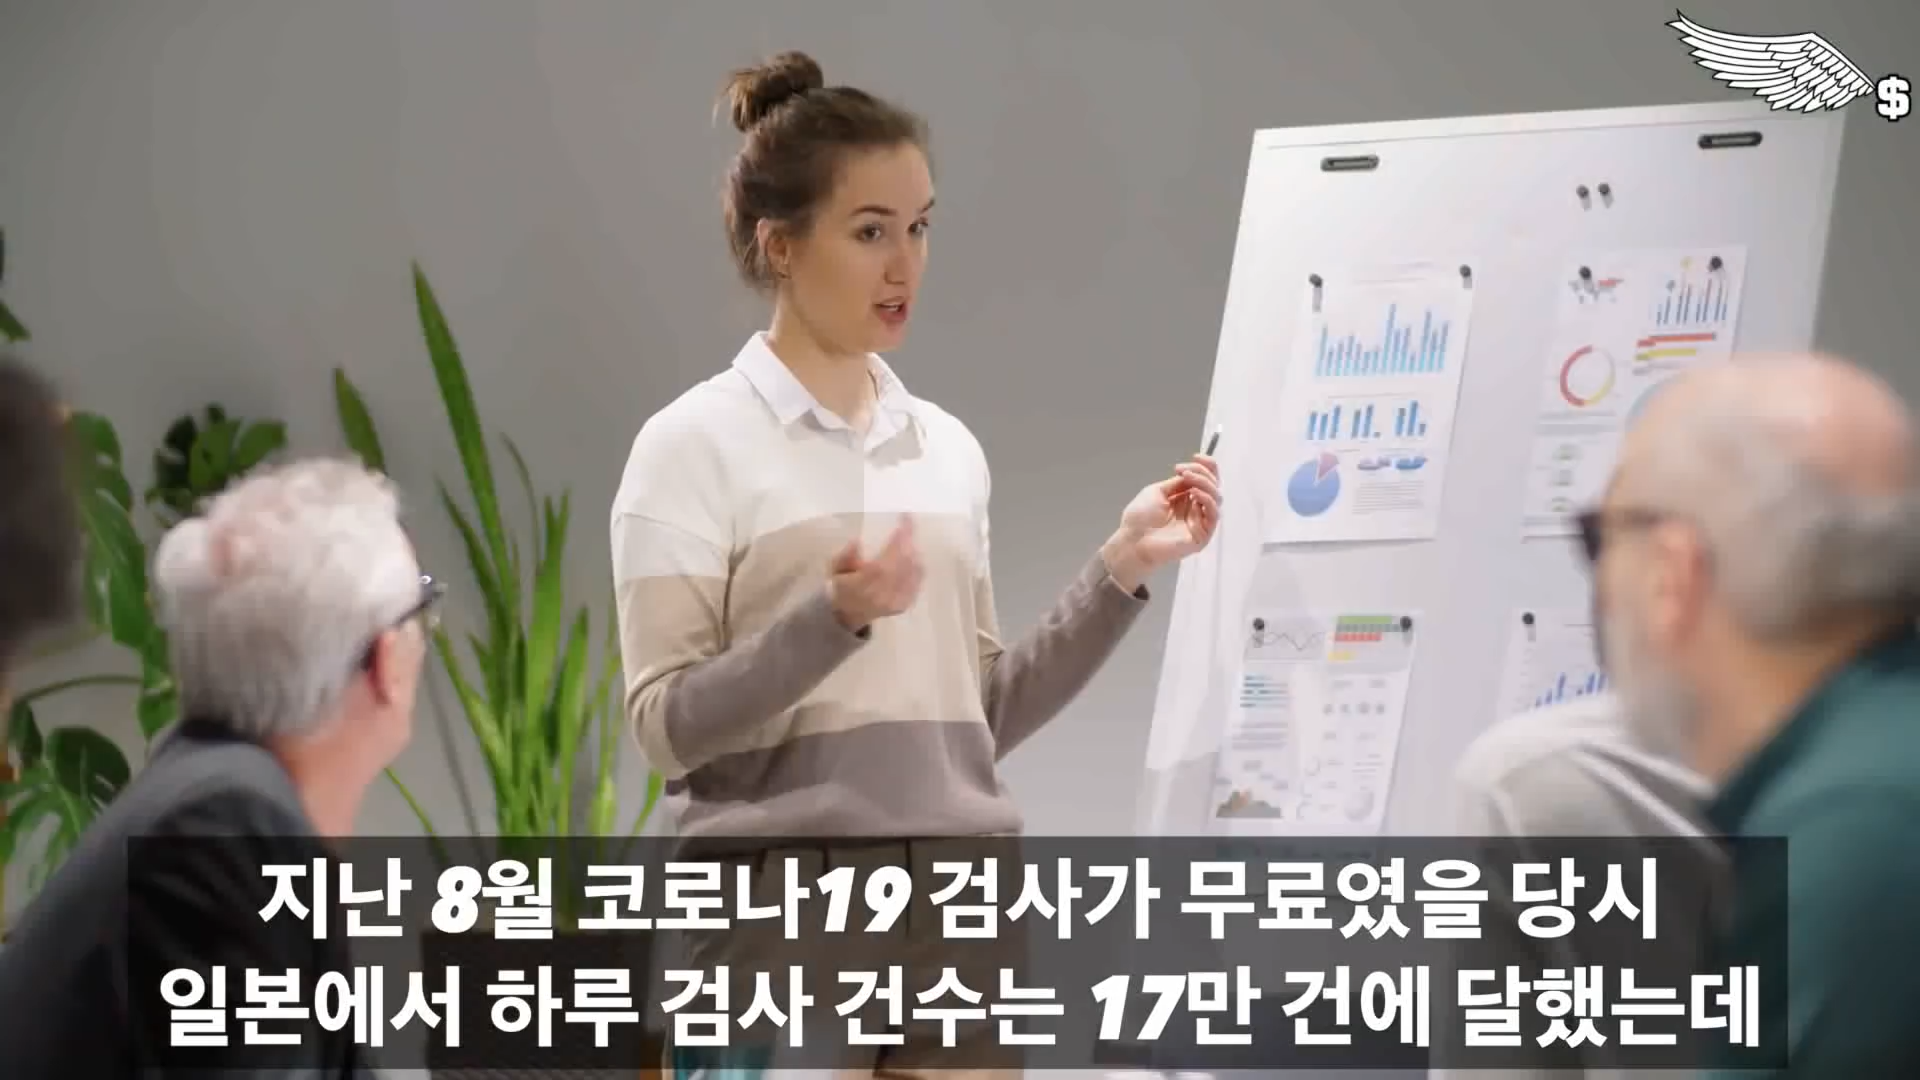 $
지난 8월 코로나19 검사가 무료였을 당시
일본에서 하루 검사 건수는 17만 건에 달했는데